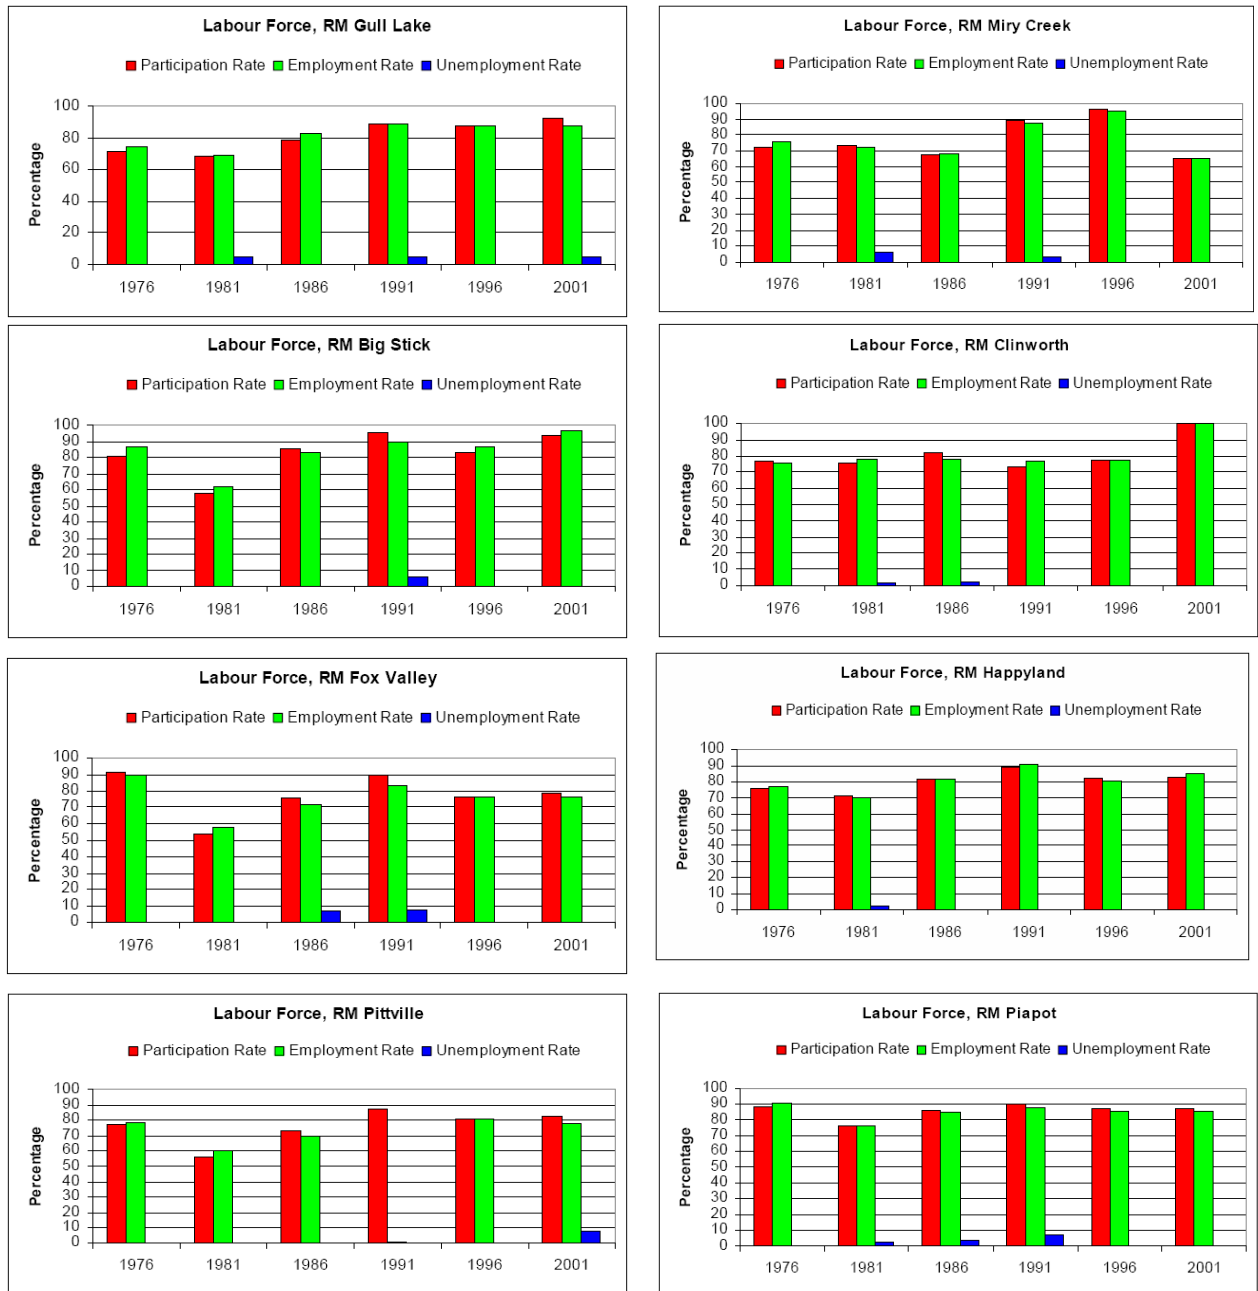 Labour Force, RM Gull Lake
Participation Rate Employment Rate Unemployment Rate
Percentage
100
80
60
40
20
0
1976 1981 1986 1991 1996 2001
Labour Force, RM Miry Creek
Participation Rate Employment Rate Unemployment Rate
Percentage
100
90
80
70
60
50
40
30
20
10
0
1976 1981 1986 1991 1996 2001
Labour Force, RM Big Stick
Participation Rate Employment Rate Unemployment Rate
Percentage
100
90
80
70
60
50
40
30
20
10
0
1976 1981 1986 1991 1996 2001
Labour Force, RM Clinworth
Participation Rate Employment Rate Unemployment Rate
Percentage
100
90
80
70
60
50
40
30
20
10
0
1976 1981 1986 1991 1996 2001
Labour Force, RM Fox Valley
Participation Rate Employment Rate Unemployment Rate
Percentage
100
90
80
70
60
50
40
30
20
10
0
1976 1981 1986 1991 1996 2001
Labour Force, RM Happyland
Participation Rate Employment Rate Unemployment Rate
Percentage
100
90
80
70
60
50
40
30
20
10
0
1976 1981 1986 1991 1996 2001
Labour Force, RM Pittville
Participation Rate Employment Rate Unemployment Rate
Percentage
100
90
80
70
60
50
40
30
20
10
0
1976 1981 1986 1991 1996 2001
Labour Force, RM Piapot
Participation Rate Employment Rate Unemployment Rate
Percentage
100
90
80
70
60
50
40
30
20
10
0
1976 1981 1986 1991 1996 2001